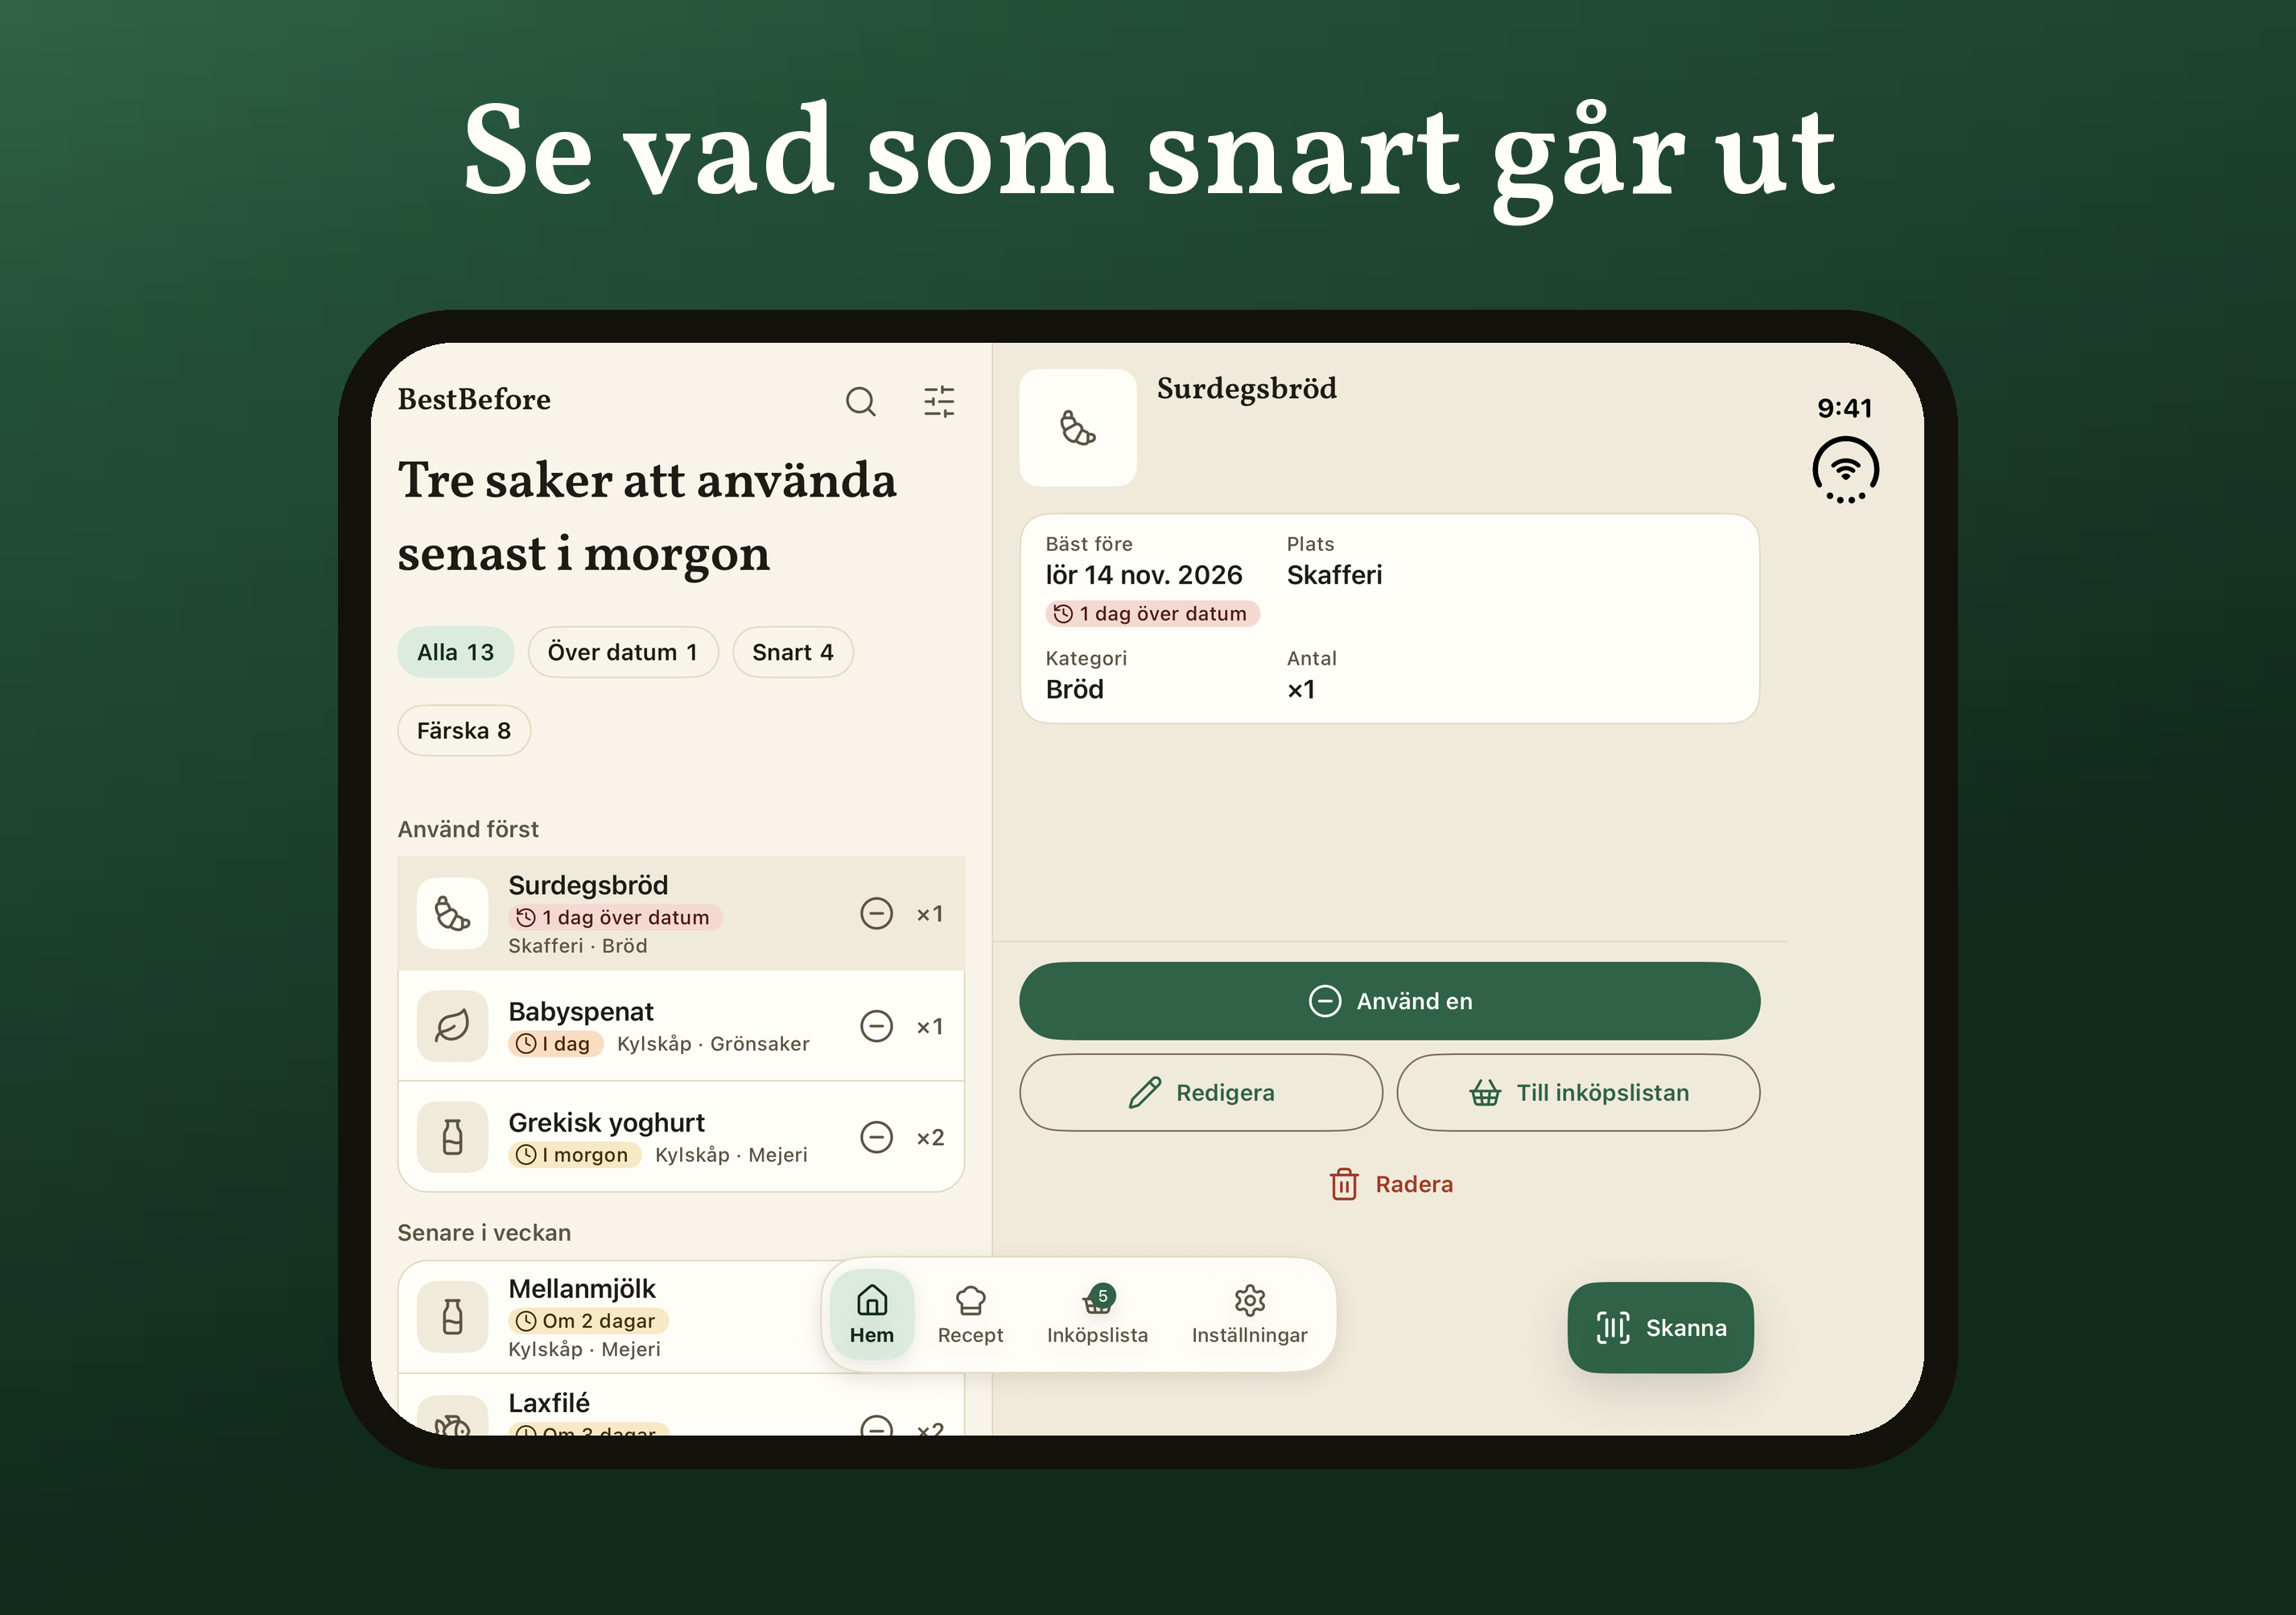 Se vad som snart går ut
BestBefore
Tre saker att använda
senast i morgon
Alla 13
Över datum 1
Snart 4
Färska 8
Använd först
Surdegsbröd
1 dag över datum
Skafferi · Bröd
×1
Babyspenat
I dag
Kylskåp · Grönsaker
×1
Grekisk yoghurt
I morgon
Kylskåp · Mejeri
×2
Senare i veckan
Mellanmjölk
Om 2 dagar
Kylskåp · Mejeri
Laxfilé
Om 3 dagar
×2
Surdegsbröd
9:41
Bäst före
lör 14 nov. 2026
1 dag över datum
Plats
Skafferi
Kategori
Bröd
Antal
×1
Använd en
Redigera
Till inköpslistan
Radera
Hem
Recept
5
Inköpslista
Inställningar
Skanna